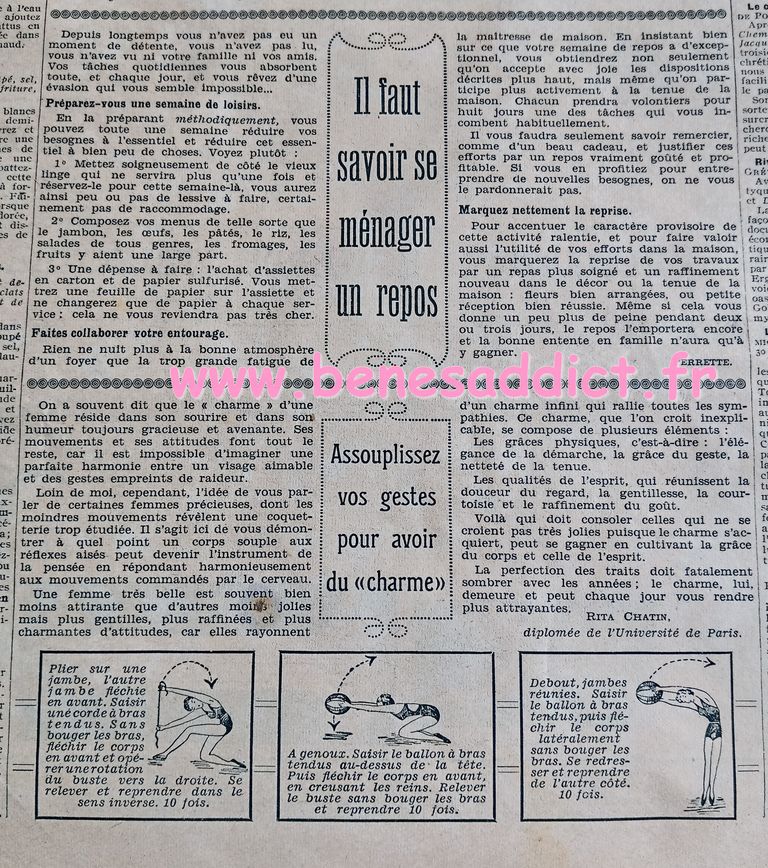 Depuis longtemps vous n'avez pas eu un
moment de détente, vous n'avez pas lu,
vous n'avez vu ni votre famille ni vos amis.
Vos tâches quotidiennes vous absorbent
toute, et chaque jour, et vous rêvez d'une
évasion qui vous semble impossible...
Préparez-vous une semaine de loisirs.
En la préparant méthodiquement, vous
pouvez toute une semaine réduire vos
besognes à l'essentiel et réduire cet essen-
tiel à bien peu de choses. Voyez plutôt :
1° Mettez soigneusement de côté le vieux
linge qui ne servira plus qu'une fois et
réservez-le pour cette semaine-là, vous aurez
ainsi peu ou pas de lessive à faire, certai-
nement pas de raccommodage.
2° Composez vos menus de telle sorte que
le jambon, les œufs, les pâtés, le riz, les
salades de tous genres, les fromages, les
fruits y aient une large part.
3° Une dépense à faire : l'achat d'assiettes
en carton et de papier sulfurisé. Vous met-
trez une feuille de papier sur l'assiette et
ne changerez que de papier à chaque ser-
vice : cela ne vous reviendra pas très cher.
Faites collaborer votre entourage.
Rien ne nuit plus à la bonne atmosphère
d'un foyer que la trop grande fatigue de
Il faut
savoir se
ménager
un repos
la maîtresse de maison. En insistant bien
sur ce que votre semaine de repos a d'excep-
tionnel, vous obtiendrez non seulement
qu'on accepte avec joie les dispositions
décrites plus haut, mais même qu'on par-
ticipe plus activement à la tenue de la
maison. Chacun prendra volontiers pour
huit jours une des tâches qui vous in-
combent habituellement.
Il vous faudra seulement savoir remercier,
comme d'un beau cadeau, et justifier ces
efforts par un repos vraiment goûté et pro-
fitable. Si vous en profitiez pour entre-
prendre de nouvelles besognes, on ne vous
le pardonnerait pas.
Marquez nettement la reprise.
Pour accentuer le caractère provisoire de
cette activité ralentie, et pour faire valoir
aussi l'utilité de vos efforts dans la maison,
vous marquerez la reprise de vos travaux
par un repas plus soigné et un raffinement
nouveau dans le décor ou la tenue de la
maison : fleurs bien arrangées, ou petite
réception bien réussie. Même si cela vous
donne un peu plus de peine pendant deux
ou trois jours, le repos l'emportera encore
et la bonne entente en famille n'aura qu'à
y gagner.
www.benesaddict.fr
On a souvent dit que le « charme » d'une
femme réside dans son sourire et dans son
humeur toujours gracieuse et avenante. Ses
mouvements et ses attitudes font tout le
reste, car il est impossible d'imaginer une
parfaite harmonie entre un visage aimable
et des gestes empreints de raideur.
Loin de moi, cependant, l'idée de vous par-
ler de certaines femmes précieuses, dont les
moindres mouvements révèlent une coquet-
terie trop étudiée. Il s'agit ici de vous démon-
trer à quel point un corps souple aux
réflexes aisés peut devenir l'instrument de
la pensée en répondant harmonieusement
aux mouvements commandés par le cerveau.
Une femme très belle est souvent bien
moins attirante que d'autres moins jolies
mais plus gentilles, plus raffinées et plus
charmantes d'attitudes, car elles rayonnent
Assouplissez
vos gestes
pour avoir
du «charme»
d'un charme infini qui rallie toutes les sym-
pathies. Ce charme, que l'on croit inexpli-
cable, se compose de plusieurs éléments :
Les grâces physiques, c'est-à-dire : l'élé-
gance de la démarche, la grâce du geste, la
netteté de la tenue.
Les qualités de l'esprit, qui réunissent la
douceur du regard, la gentillesse, la cour-
toisie et le raffinement du goût.
Voilà qui doit consoler celles qui ne se
croient pas très jolies puisque le charme s'ac-
quiert, peut se gagner en cultivant la grâce
du corps et celle de l'esprit.
La perfection des traits doit fatalement
sombrer avec les années ; le charme, lui,
demeure et peut chaque jour vous rendre
plus attrayantes.
RITA CHATIN,
diplomée de l'Université de Paris.
Plier sur une
jambe, l'autre
jambe fléchie
en avant. Saisir
une corde à bras
tendus. Sans
bouger les bras,
fléchir le corps
en avant et opé-
rer une rotation
du buste vers la droite. Se
relever et reprendre dans le
sens inverse. 10 fois.
A genoux. Saisir le ballon à bras
tendus au-dessus de la tête.
Puis fléchir le corps en avant,
en creusant les reins. Relever
le buste sans bouger les bras
et reprendre 10 fois.
Debout, jambes
réunies. Saisir
le ballon à bras
tendus, puis flé-
chir le corps
latéralement
sans bouger les
bras. Se redres-
ser et reprendre
de l'autre côté.
10 fois.